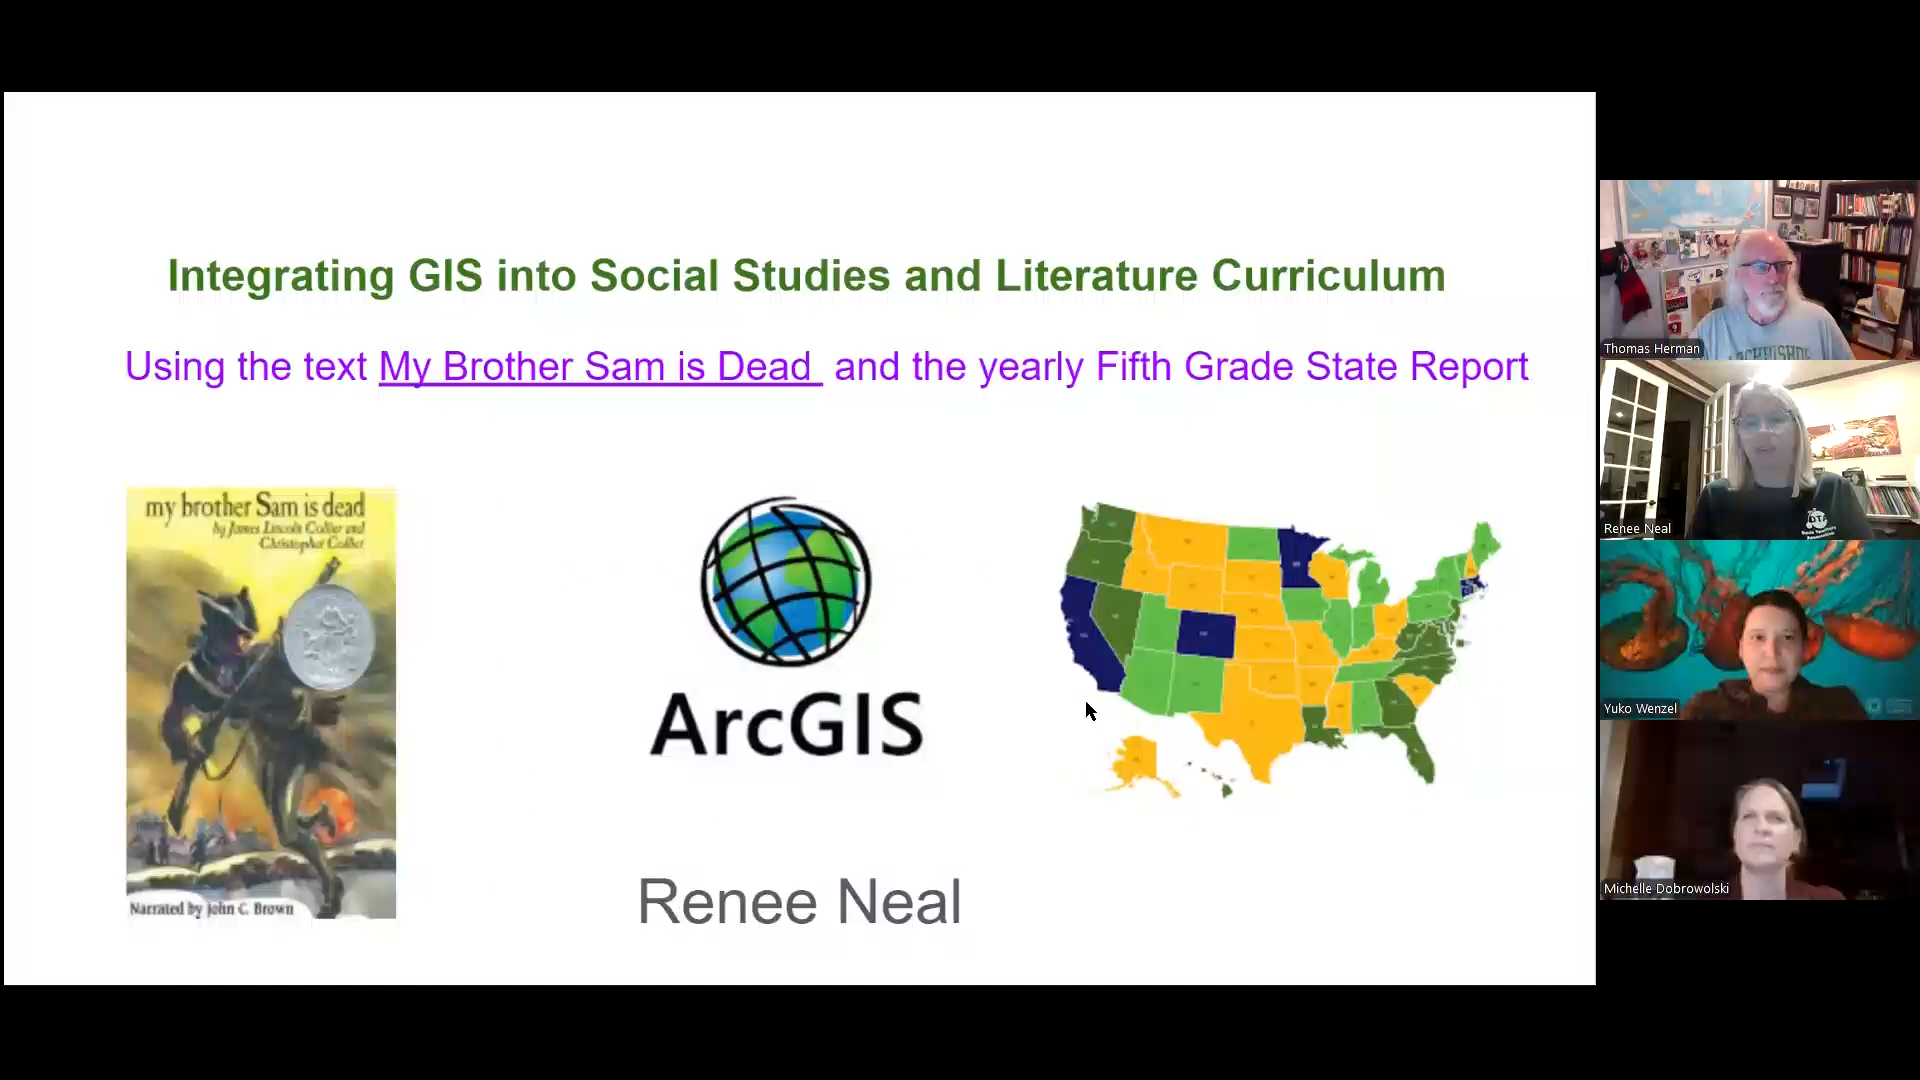 Integrating GIS into Social Studies and Literature Curriculum
Using the text My Brother Sam is Dead and the yearly Fifth Grade State Report
my brother Sam is dead
by James Lincoln Collier and
Christopher Collier
Narrated by John C. Brown
ArcGIS
Renee Neal
Thomas Herman
Renee Neal
Yuko Wenzel
Michelle Dobrowolski